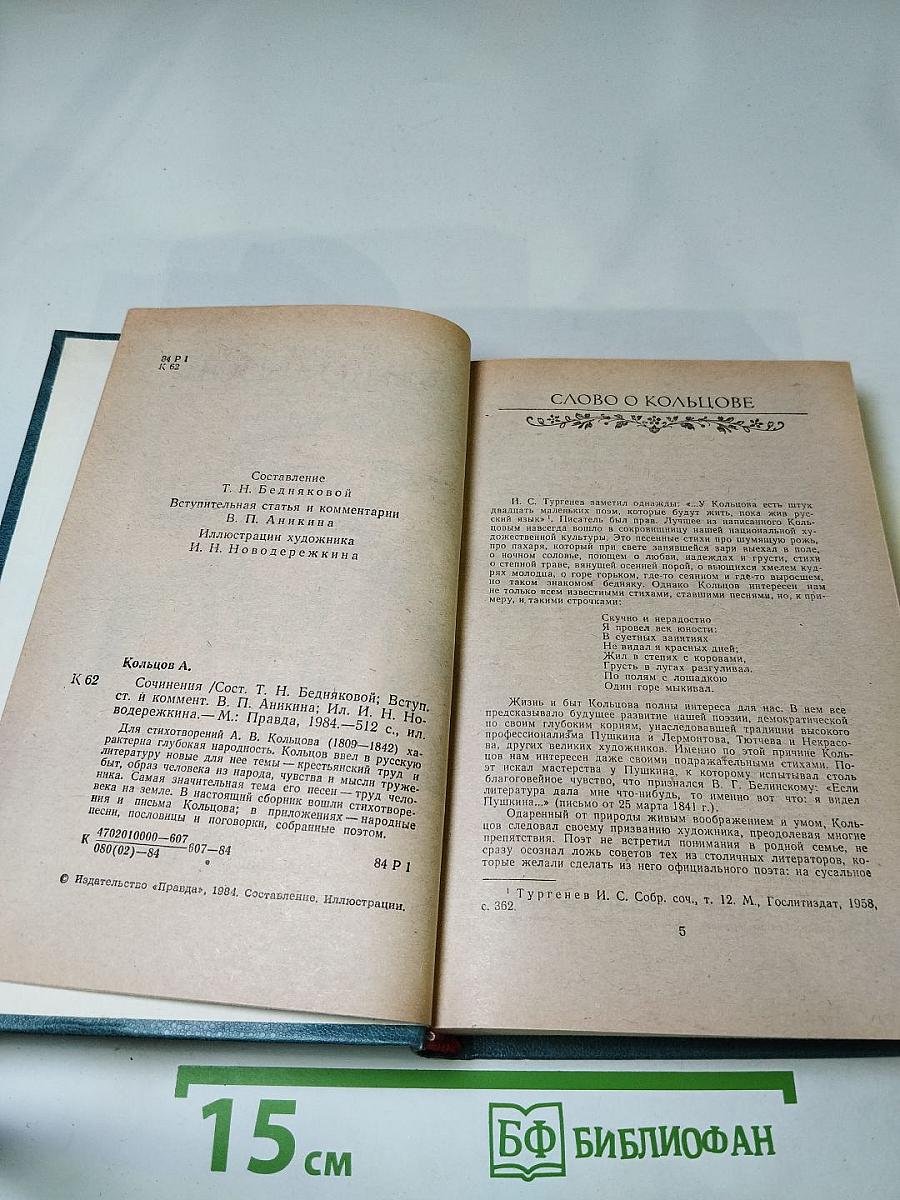 84 Р 1
К 62
Составление
Т. Н. Бедняковой
Вступительная статья и комментарии
В. П. Аникина
Иллюстрации художника
И. Н. Новодережкина
Кольцов А.
К 62
Сочинения /Сост. Т. Н. Бедняковой; Вступ.
ст. и коммент. В. П. Аникина; Ил. И. Н. Но-
водережкина.— М.: Правда, 1984.—512 с., ил.
Для стихотворений А. В. Кольцова (1809—1842) ха-
рактерна глубокая народность. Кольцов ввел в русскую
литературу новые для нее темы — крестьянский труд и
быт, образ человека из народа, чувства и мысли труже-
ника. Самая значительная тема его песен — труд чело-
века на земле. В настоящий сборник вошли стихотворе-
ния и письма Кольцова; в приложениях — народные
песни, пословицы и поговорки, собранные поэтом.
К 4702010000—607
080(02)—84
607—84
84 Р 1
© Издательство «Правда», 1984. Составление. Иллюстрации.
СЛОВО О КОЛЬЦОВЕ
И. С. Тургенев заметил однажды: «...У Кольцова есть штук
двадцать маленьких поэм, которые будут жить, пока жив рус-
ский язык»¹. Писатель был прав. Лучшее из написанного Коль-
цовым навсегда вошло в сокровищницу нашей национальной ху-
дожественной культуры. Это песенные стихи про шумящую рожь,
про пахаря, который при свете занявшейся зари выехал в поле,
о ночном соловье, поющем о любви, надеждах и грусти, стихи
о степной траве, вянущей осенней порой, о вьющихся хмелем куд-
рях молодца, о горе горьком, где-то сеянном и где-то выросшем,
но таком знакомом бедняку. Однако Кольцов интересен нам
не только всем известными стихами, ставшими песнями, но, к при-
меру, и такими строчками:
Скучно и нерадостно
Я провел век юности:
В суетных занятиях
Не видал я красных дней;
Жил в степях с коровами,
Грусть в лугах разгуливал.
По полям с лошадкою
Один горе мыкивал.
Жизнь и быт Кольцова полны интереса для нас. В нем все
предсказывало будущее развитие нашей поэзии, демократической
по своим глубоким корням, унаследовавшей традиции высокого
профессионализма Пушкина и Лермонтова, Тютчева и Некрасо-
ва, других великих художников. Именно по этой причине Коль-
цов нам интересен даже своими подражательными стихами. По-
эт искал мастерства у Пушкина, к которому испытывал столь
благоговейное чувство, что признался В. Г. Белинскому: «Если
литература дала мне что-нибудь, то именно вот что: я видел
Пушкина...» (письмо от 25 марта 1841 г.).
Одаренный от природы живым воображением и умом, Коль-
цов следовал своему призванию художника, преодолевая многие
препятствия. Поэт не встретил понимания в родной семье, не
сразу осознал ложь советов тех из столичных литераторов, ко-
торые желали сделать из него официального поэта: на сусальное
¹ Тургенев И. С. Собр. соч., т. 12. М., Гослитиздат, 1958,
с. 362.
5
15 см
БФ БИБЛИОФАН